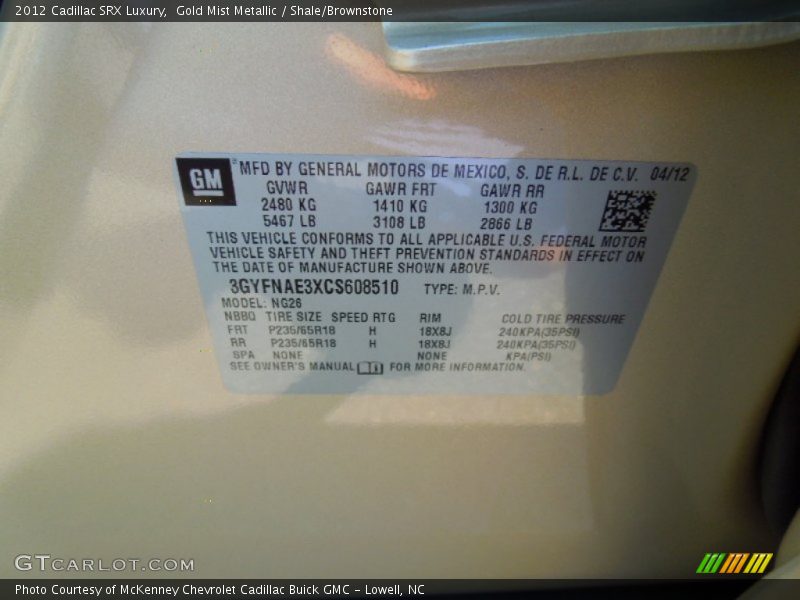 2012 Cadillac SRX Luxury, Gold Mist Metallic / Shale/Brownstone
GM
MFD BY GENERAL MOTORS DE MEXICO, S. DE R.L. DE C.V. 04/12
GVWR GAWR FRT GAWR RR
2480 KG 1410 KG 1300 KG
5467 LB 3108 LB 2866 LB
THIS VEHICLE CONFORMS TO ALL APPLICABLE U.S. FEDERAL MOTOR
VEHICLE SAFETY AND THEFT PREVENTION STANDARDS IN EFFECT ON
THE DATE OF MANUFACTURE SHOWN ABOVE.
3GYFNAE3XCS608510 TYPE: M.P.V.
MODEL: NG26
NBBQ TIRE SIZE SPEED RTG RIM COLD TIRE PRESSURE
FRT P235/65R18 H 18X8J 240KPA(35PSI)
RR P235/65R18 H 18X8J 240KPA(35PSI)
SPA NONE NONE KPA(PSI)
SEE OWNER'S MANUAL FOR MORE INFORMATION.
GTCARLOT.COM
Photo Courtesy of McKenney Chevrolet Cadillac Buick GMC - Lowell, NC